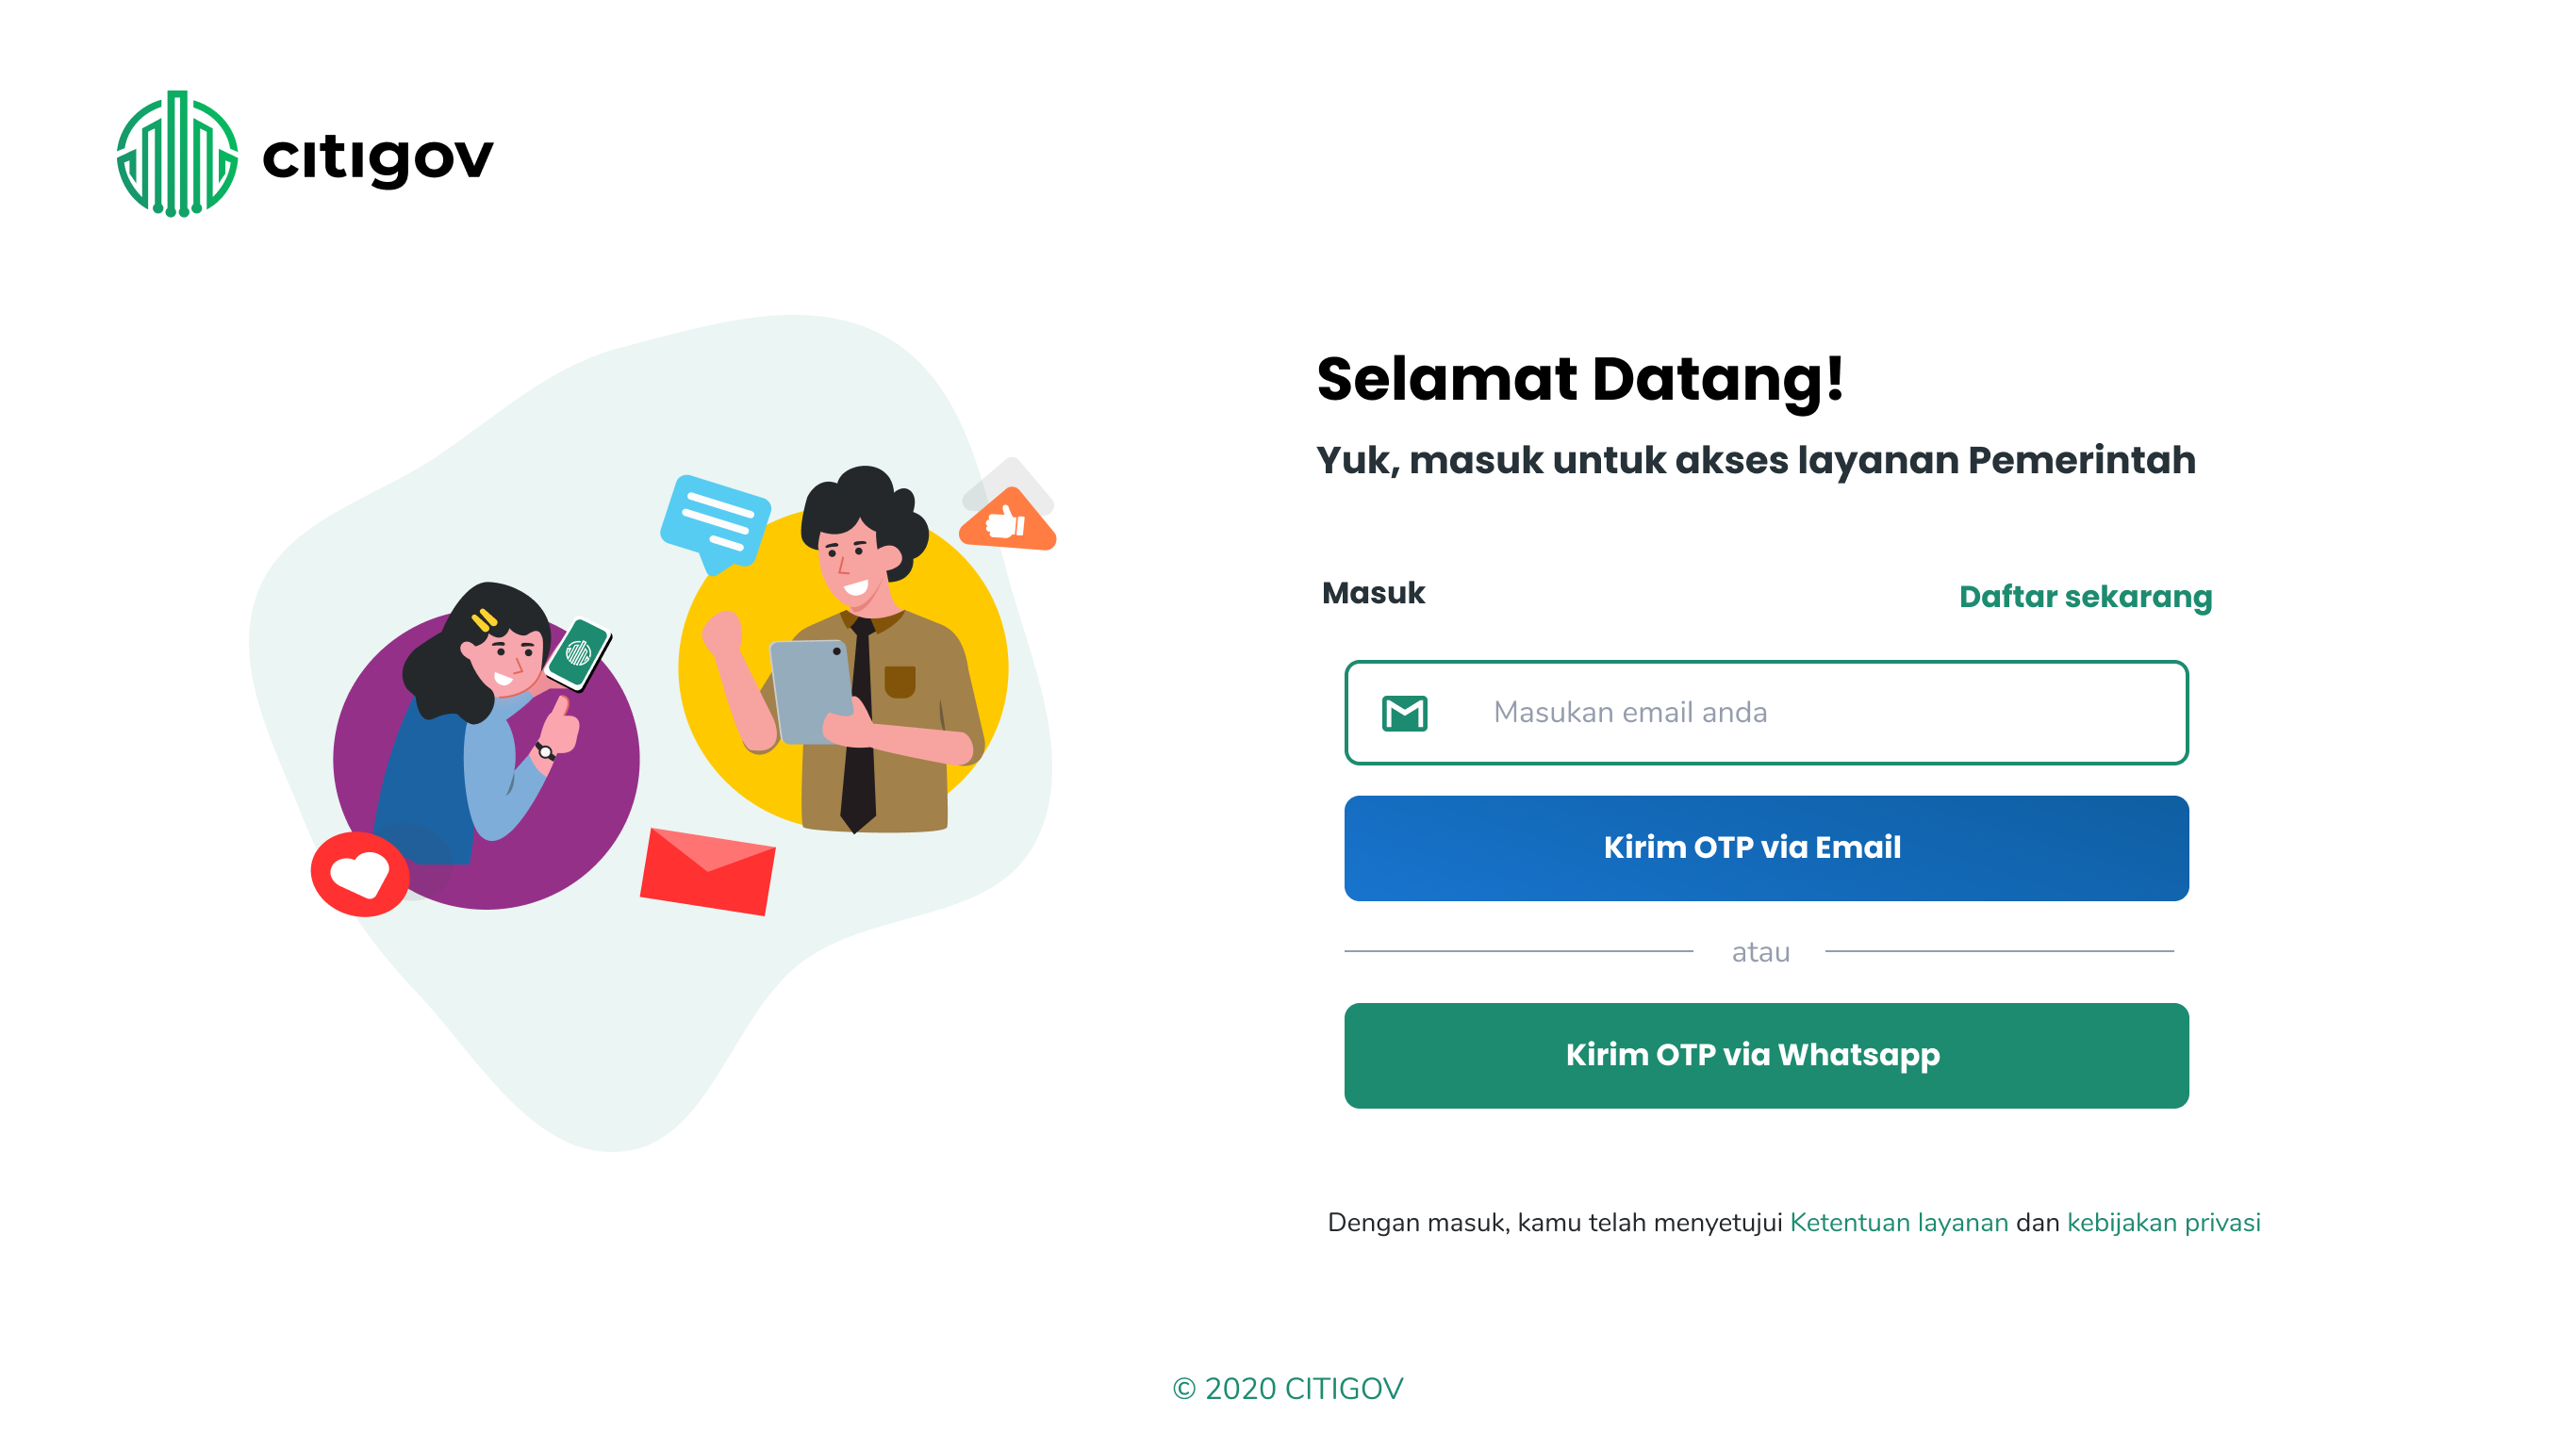 citigov
Selamat Datang!
Yuk, masuk untuk akses layanan Pemerintah
Masuk
Daftar sekarang
Masukan email anda
Kirim OTP via Email
atau
Kirim OTP via Whatsapp
Dengan masuk, kamu telah menyetujui Ketentuan layanan dan kebijakan privasi
© 2020 CITIGOV